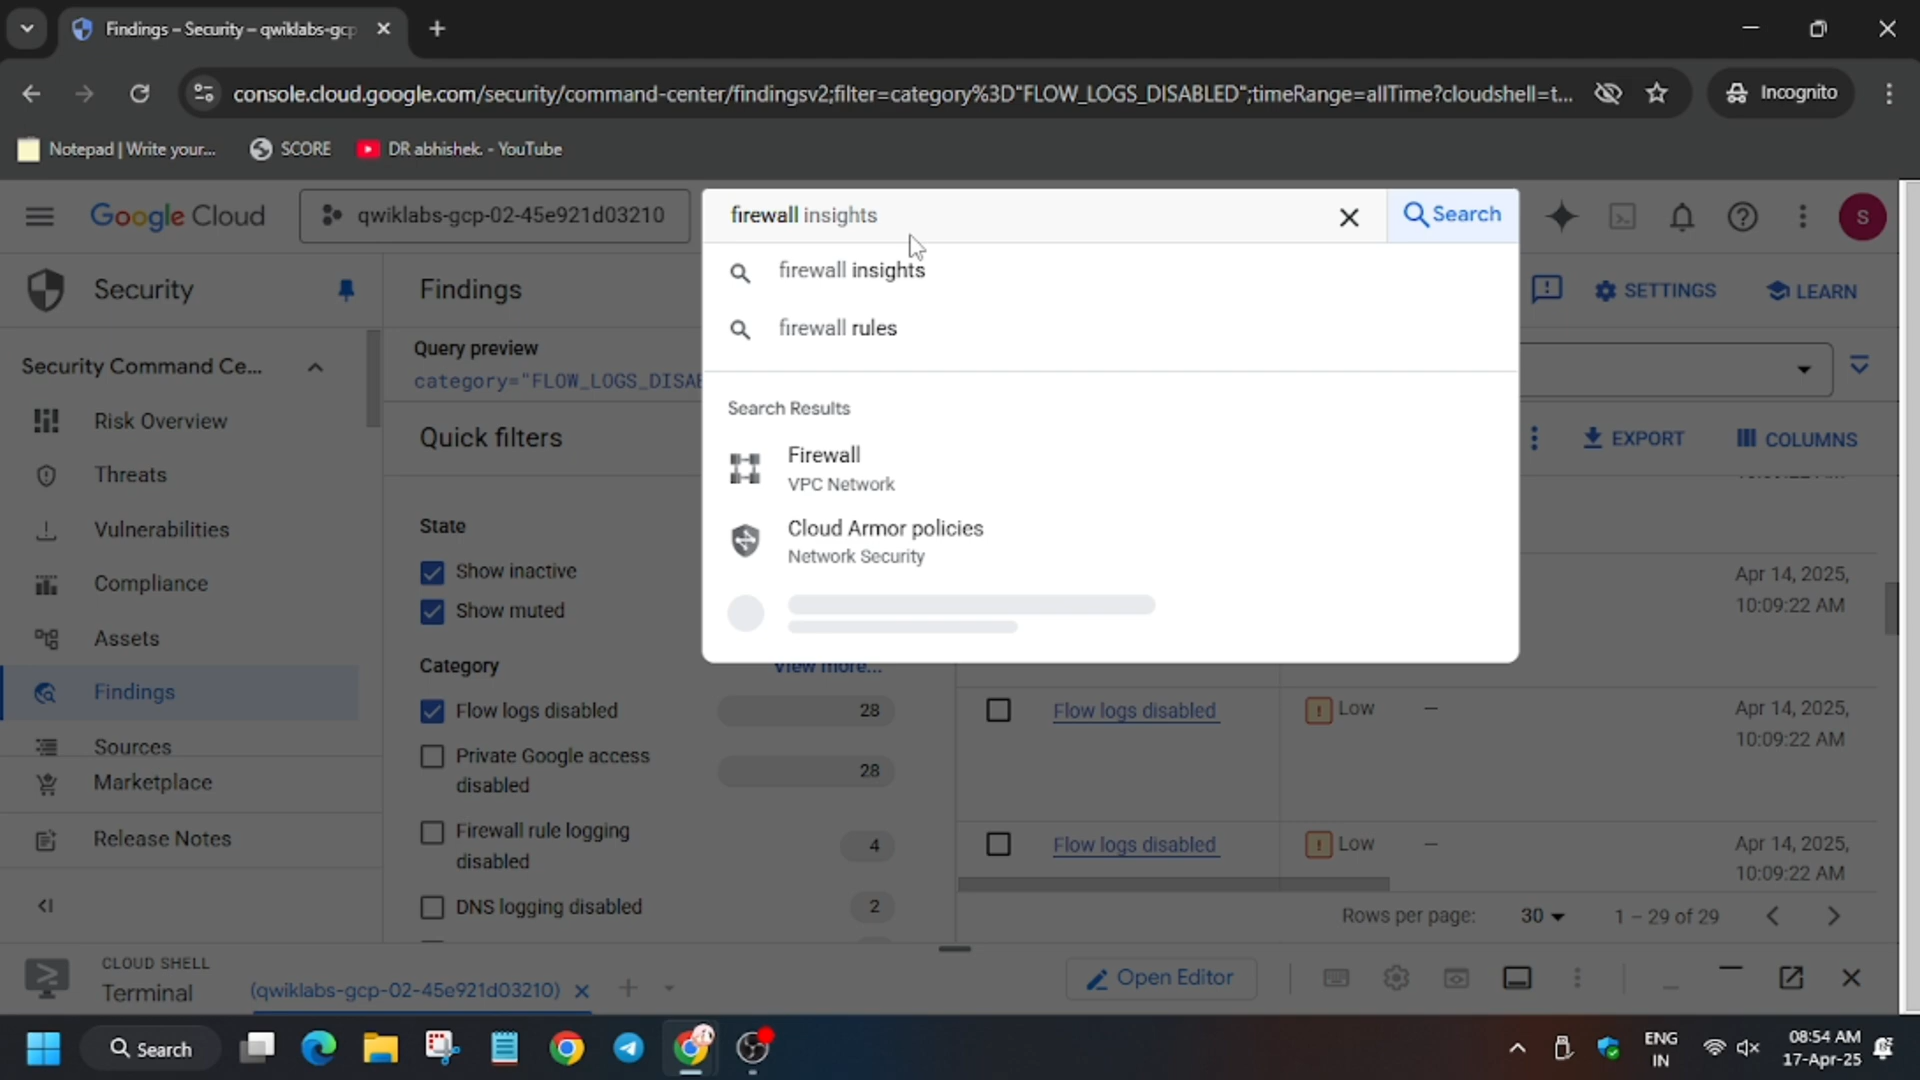 Findings – Security – qwiklabs-gcp
console.cloud.google.com/security/command-center/findingsv2;filter=category%3D"FLOW_LOGS_DISABLED";timeRange=allTime?cloudshell=t...
Incognito
Notepad | Write your...
SCORE
DR abhishek. - YouTube
Google Cloud
qwiklabs-gcp-02-45e921d03210
firewall insights
Search
S
firewall insights
firewall rules
Search Results
Firewall
VPC Network
Cloud Armor policies
Network Security
Security
Findings
SETTINGS
LEARN
Security Command Ce...
Query preview
category="FLOW_LOGS_DISAB
Risk Overview
Threats
Vulnerabilities
Compliance
Assets
Findings
Sources
Marketplace
Release Notes
Quick filters
EXPORT
COLUMNS
State
Show inactive
Show muted
Category
View more...
Flow logs disabled
28
Private Google access
disabled
28
Firewall rule logging
disabled
4
DNS logging disabled
2
Apr 14, 2025,
10:09:22 AM
Flow logs disabled
Low
–
Apr 14, 2025,
10:09:22 AM
Flow logs disabled
Low
–
Apr 14, 2025,
10:09:22 AM
Rows per page:
30
1 – 29 of 29
CLOUD SHELL
Terminal
(qwiklabs-gcp-02-45e921d03210)
Open Editor
Search
ENG
IN
08:54 AM
17-Apr-25